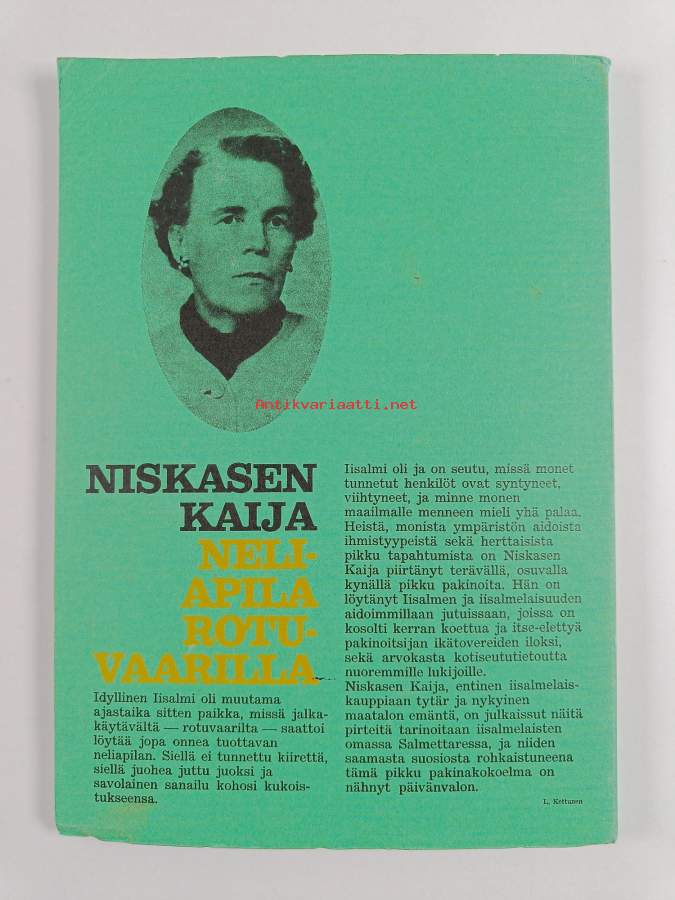 Antikvariaatti.net
NISKASEN
KAIJA
NELI-
APILA
ROTU-
VAARILLA
Idyllinen Iisalmi oli muutama
ajastaika sitten paikka, missä jalka-
käytävältä — rotuvaarilta — saattoi
löytää jopa onnea tuottavan
neliapilan. Siellä ei tunnettu kiirettä,
siellä juohea juttu juoksi ja
savolainen sanailu kohosi kukois-
tukseensa.
Iisalmi oli ja on seutu, missä monet
tunnetut henkilöt ovat syntyneet,
viihtyneet, ja minne monen
maailmalle menneen mieli yhä palaa.
Heistä, monista ympäristön aidoista
ihmistyypeistä sekä herttaisista
pikku tapahtumista on Niskasen
Kaija piirtänyt terävällä, osuvalla
kynällä pikku pakinoita. Hän on
löytänyt Iisalmen ja iisalmelaisuuden
aidoimmillaan jutuissaan, joissa on
kosolti kerran koettua ja itse-elettyä
pakinoitsijan ikätovereiden iloksi,
sekä arvokasta kotiseututietoutta
nuoremmille lukijoille.
Niskasen Kaija, entinen iisalmelais-
kauppiaan tytär ja nykyinen
maatalon emäntä, on julkaissut näitä
pirteitä tarinoitaan iisalmelaisten
omassa Salmettaressa, ja niiden
saamasta suosiosta rohkaistuneena
tämä pikku pakinakokoelma on
nähnyt päivänvalon.
L. Kettunen